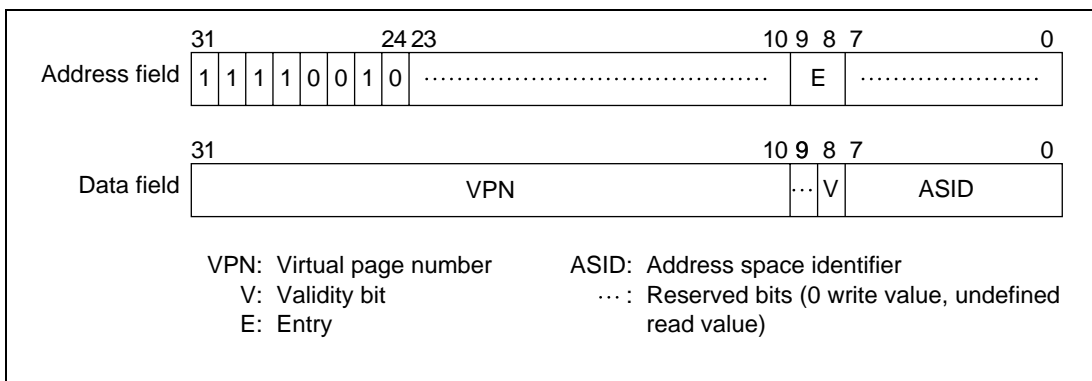 31 24 23 10 9 8 7 0
Address field 1 1 1 1 0 0 1 0 ⋯ E ⋯
31 10 9 8 7 0
Data field VPN ⋯ V ASID
VPN: Virtual page number ASID: Address space identifier
V: Validity bit ⋯ : Reserved bits (0 write value, undefined
E: Entry read value)